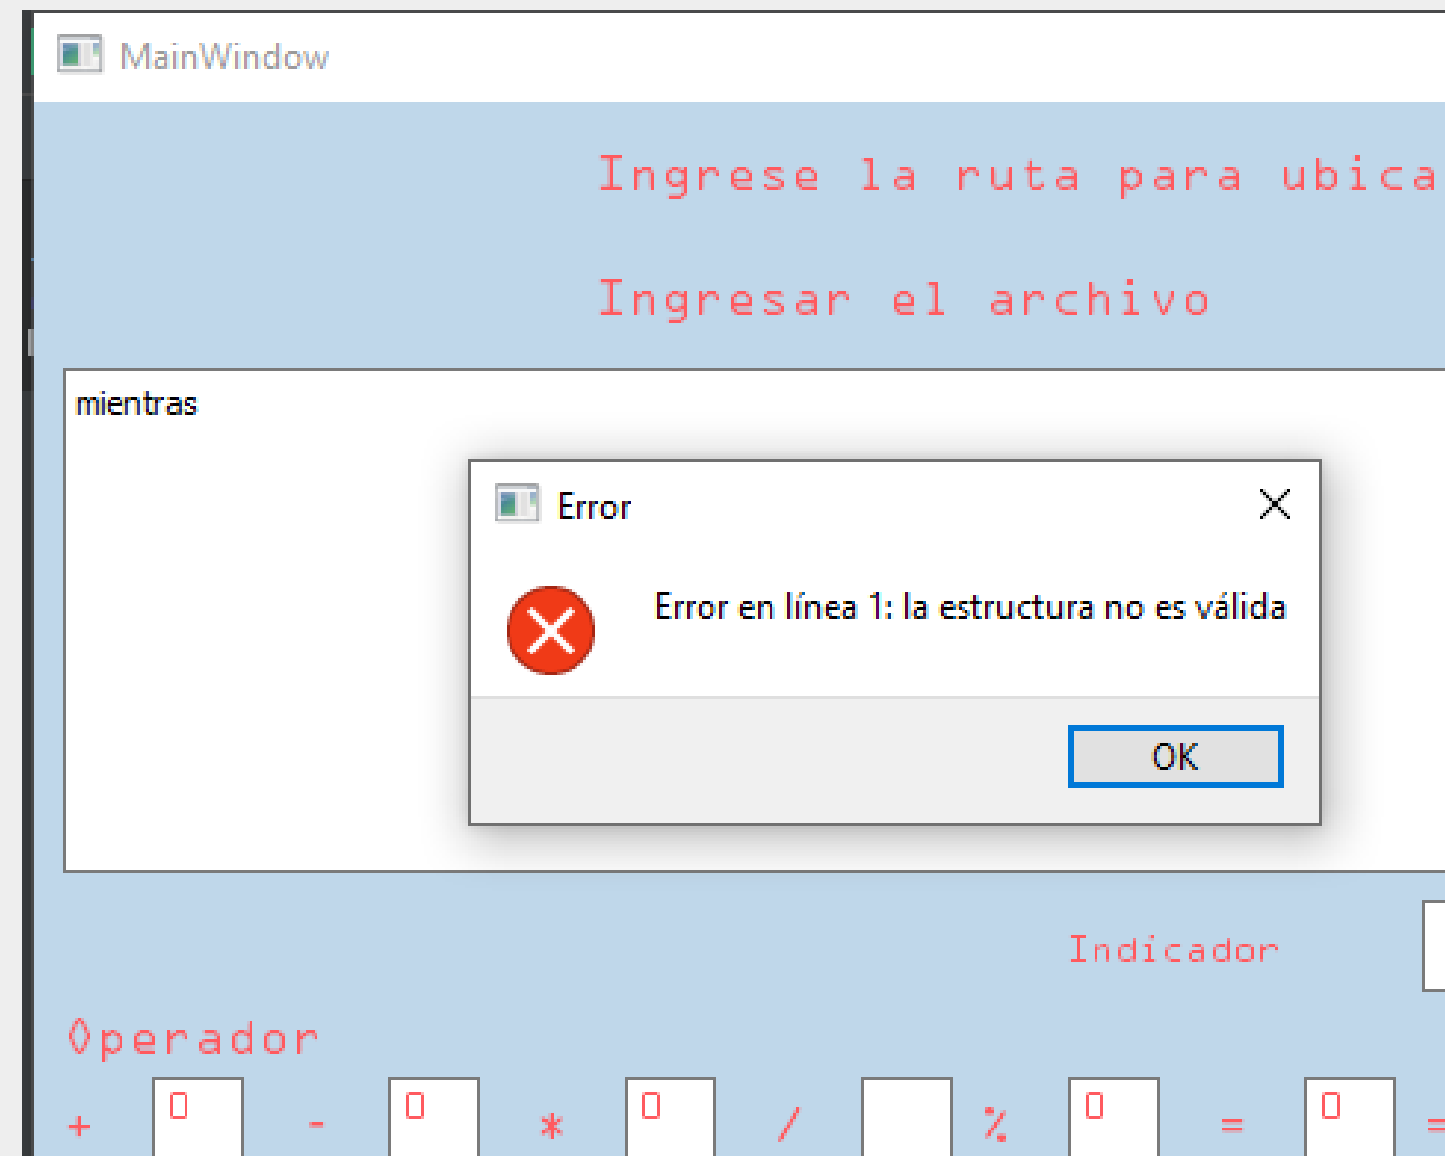 MainWindow
Ingrese la ruta para ubica
Ingresar el archivo
mientras
Error
Error en línea 1: la estructura no es válida
OK
Indicador
Operador
+ 0 - 0 * 0 / % 0 = 0 =